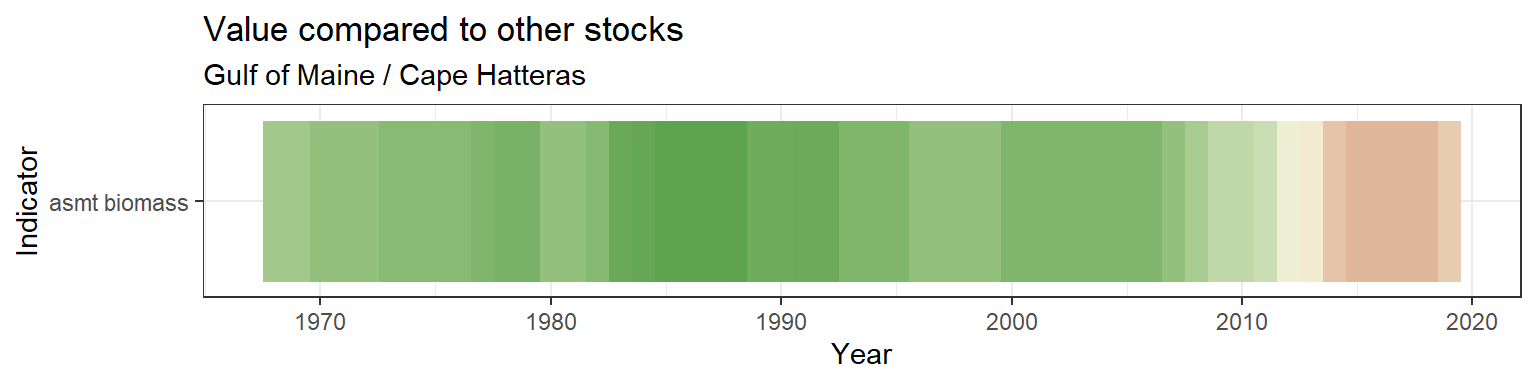 Value compared to other stocks
Gulf of Maine / Cape Hatteras
Indicator
asmt biomass
1970 1980 1990 2000 2010 2020
Year